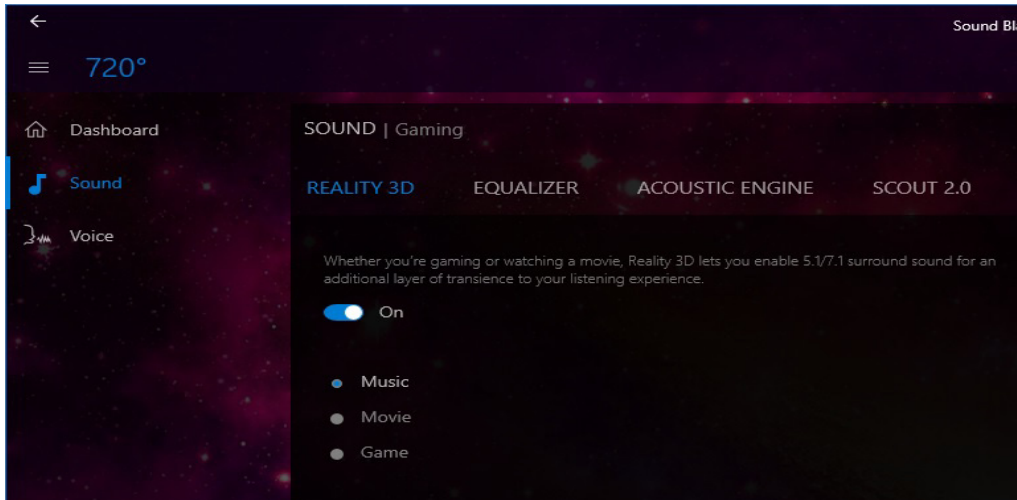 Sound Bl
720°
Dashboard
SOUND | Gaming
Sound
REALITY 3D EQUALIZER ACOUSTIC ENGINE SCOUT 2.0
Voice
Whether you're gaming or watching a movie, Reality 3D lets you enable 5.1/7.1 surround sound for an
additional layer of transience to your listening experience.
On
Music
Movie
Game